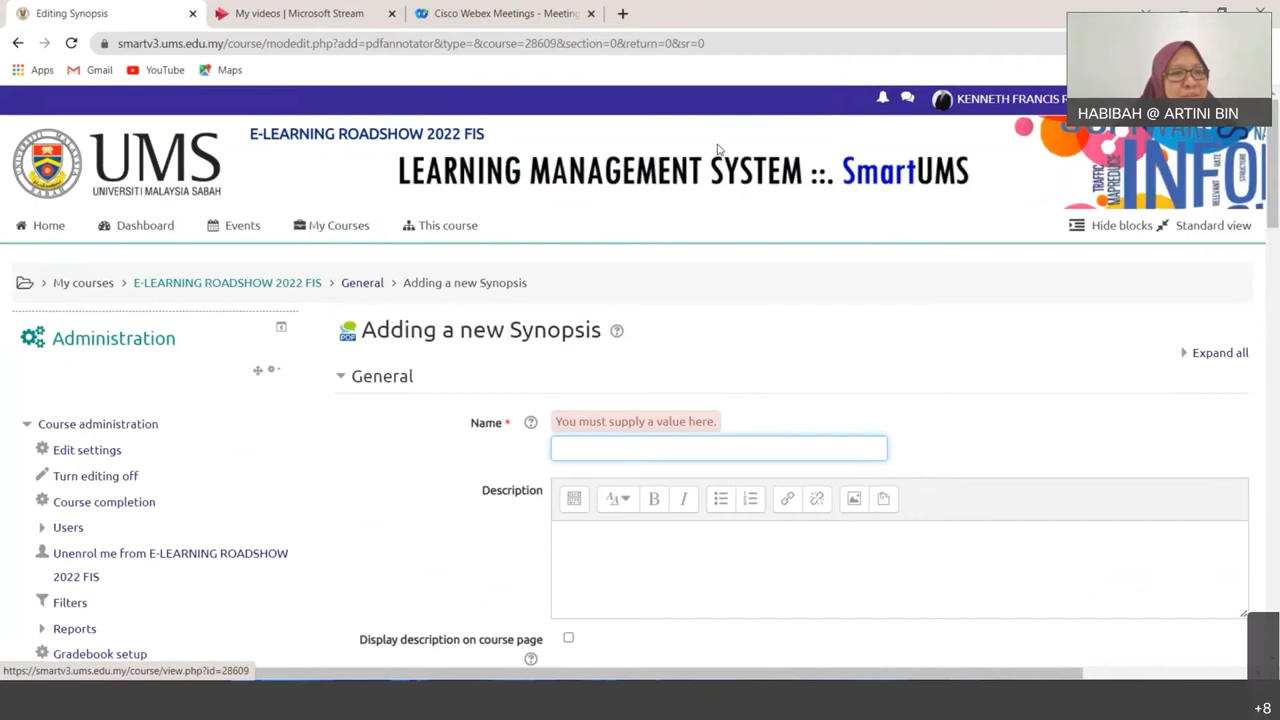 Editing Synopsis
My videos | Microsoft Stream
Cisco Webex Meetings - Meeting
smartv3.ums.edu.my/course/modedit.php?add=pdfannotator&type=&course=28609&section=0&return=0&sr=0
Apps Gmail YouTube Maps
KENNETH FRANCIS R
HABIBAH @ ARTINI BIN
E-LEARNING ROADSHOW 2022 FIS
UMS
UNIVERSITI MALAYSIA SABAH
LEARNING MANAGEMENT SYSTEM ::. SmartUMS
INFO!
TRAFFIC
MAPREDUCE
Home Dashboard Events My Courses This course Hide blocks Standard view
My courses > E-LEARNING ROADSHOW 2022 FIS > General > Adding a new Synopsis
Administration
PDF
Adding a new Synopsis
Expand all
General
Name *
You must supply a value here.
Description
Course administration
Edit settings
Turn editing off
Course completion
Users
Unenrol me from E-LEARNING ROADSHOW
2022 FIS
Filters
Reports
Gradebook setup
Display description on course page
https://smartv3.ums.edu.my/course/view.php?id=28609
+8